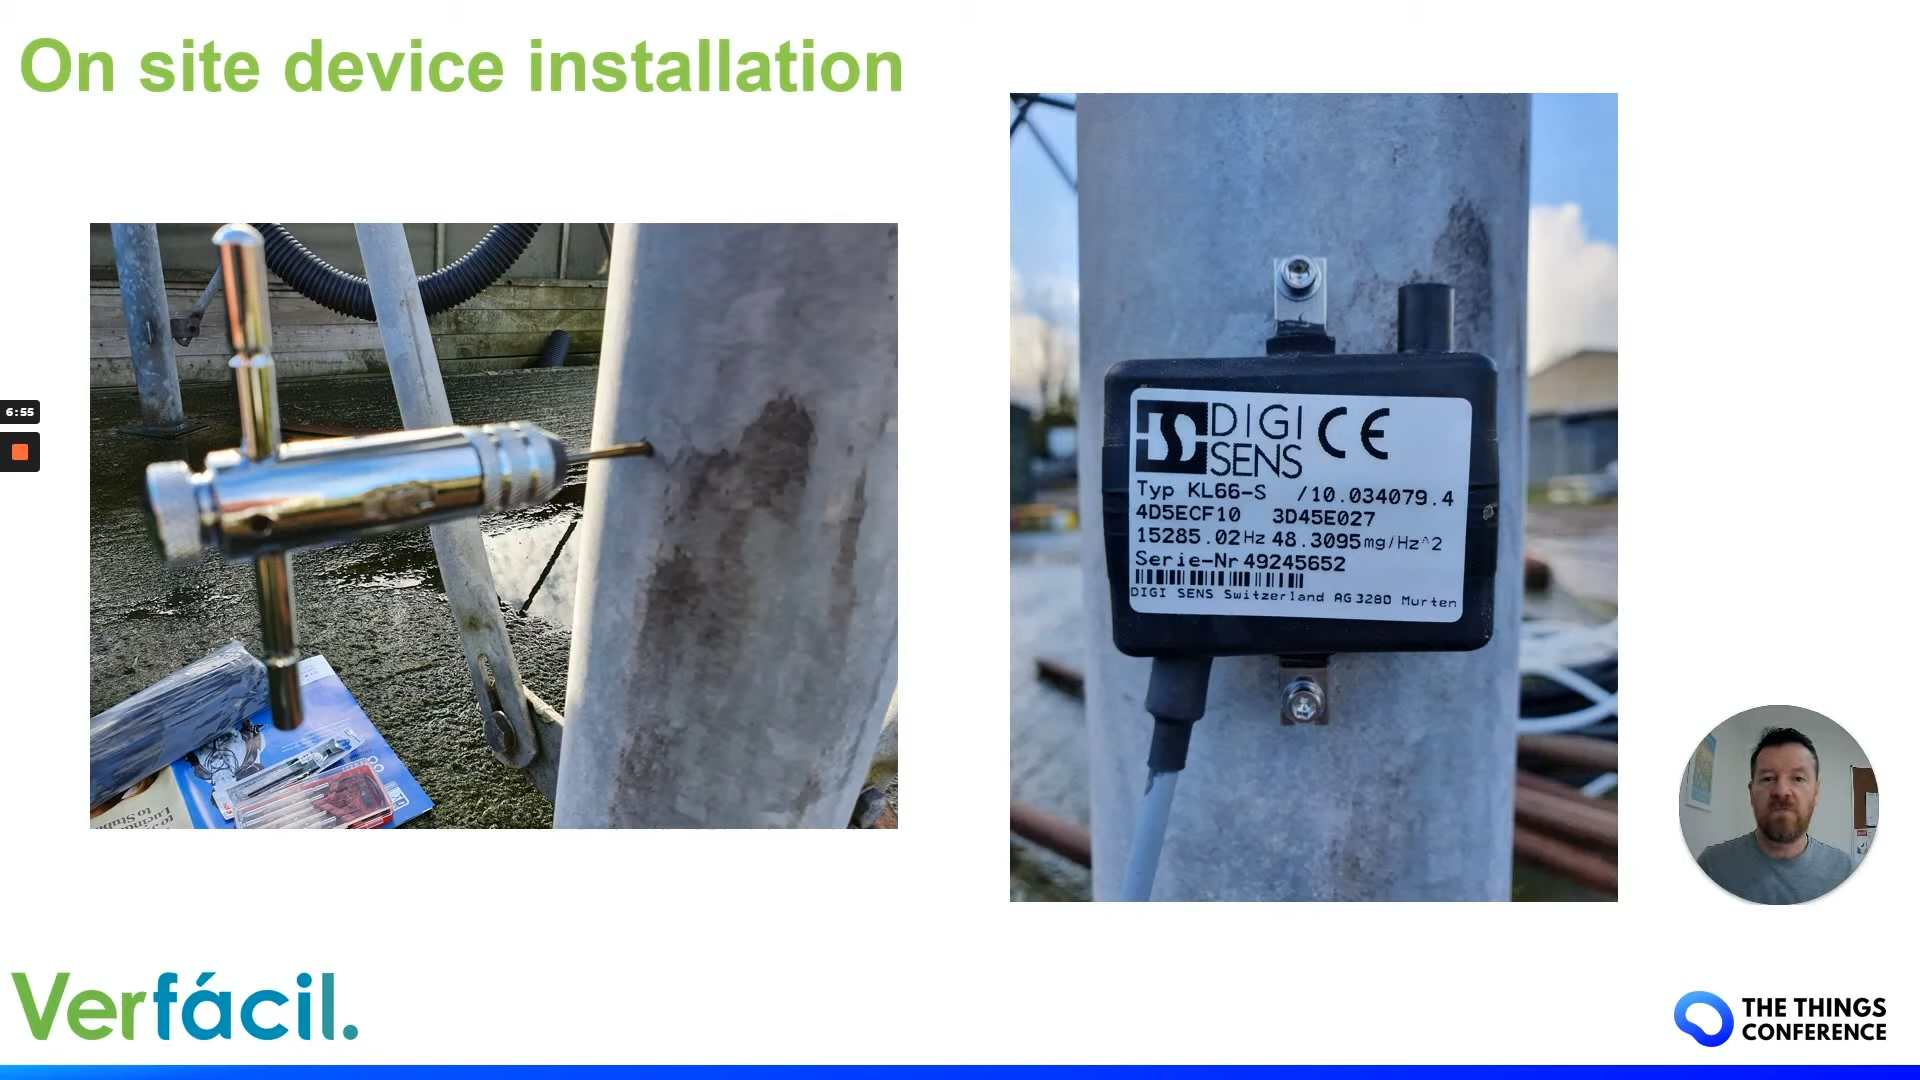 On site device installation
6:55
DIGI
SENS
CE
Typ KL66-S /10.034079.4
4D5ECF10 3D45E027
15285.02Hz 48.3095mg/Hz^2
Serie-Nr 49245652
DIGI SENS Switzerland AG 3280 Murten
Verfácil.
THE THINGS
CONFERENCE